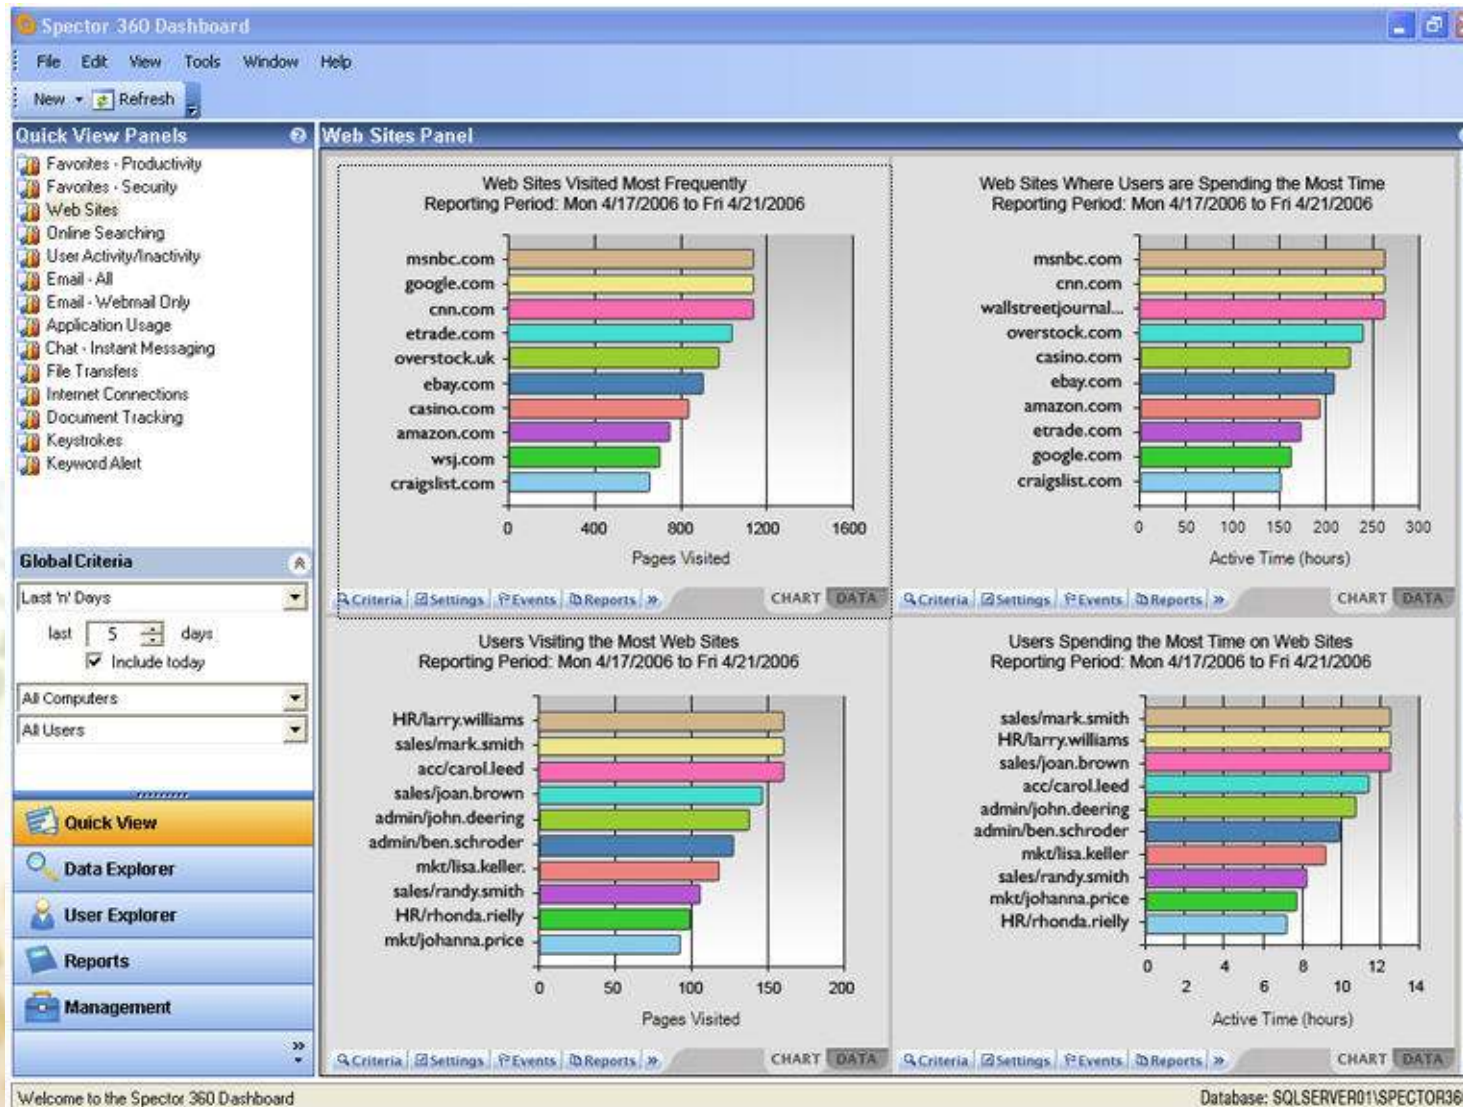 Spector 360 Dashboard
File Edit View Tools Window Help
New Refresh
Quick View Panels
Favorites - Productivity
Favorites - Security
Web Sites
Online Searching
User Activity/Inactivity
Email - All
Email - Webmail Only
Application Usage
Chat - Instant Messaging
File Transfers
Internet Connections
Document Tracking
Keystrokes
Keyword Alert
Global Criteria
Last 'n' Days
last 5 days
Include today
All Computers
All Users
Quick View
Data Explorer
User Explorer
Reports
Management
»
Web Sites Panel
Web Sites Visited Most Frequently
Reporting Period: Mon 4/17/2006 to Fri 4/21/2006
msnbc.com
google.com
cnn.com
etrade.com
overstock.uk
ebay.com
casino.com
amazon.com
wsj.com
craigslist.com
0 400 800 1200 1600
Pages Visited
Criteria Settings Events Reports » CHART DATA
Web Sites Where Users are Spending the Most Time
Reporting Period: Mon 4/17/2006 to Fri 4/21/2006
msnbc.com
cnn.com
wallstreetjournal...
overstock.com
casino.com
ebay.com
amazon.com
etrade.com
google.com
craigslist.com
0 50 100 150 200 250 300
Active Time (hours)
Criteria Settings Events Reports » CHART DATA
Users Visiting the Most Web Sites
Reporting Period: Mon 4/17/2006 to Fri 4/21/2006
HR/larry.williams
sales/mark.smith
acc/carol.leed
sales/joan.brown
admin/john.deering
admin/ben.schroder
mkt/lisa.keller.
sales/randy.smith
HR/rhonda.rielly
mkt/johanna.price
0 50 100 150 200
Pages Visited
Criteria Settings Events Reports » CHART DATA
Users Spending the Most Time on Web Sites
Reporting Period: Mon 4/17/2006 to Fri 4/21/2006
sales/mark.smith
HR/larry.williams
sales/joan.brown
acc/carol.leed
admin/john.deering
admin/ben.schroder
mkt/lisa.keller
sales/randy.smith
mkt/johanna.price
HR/rhonda.rielly
0 4 8 12
2 6 10 14
Active Time (hours)
Criteria Settings Events Reports » CHART DATA
Welcome to the Spector 360 Dashboard
Database: SQLSERVER01\SPECTOR36